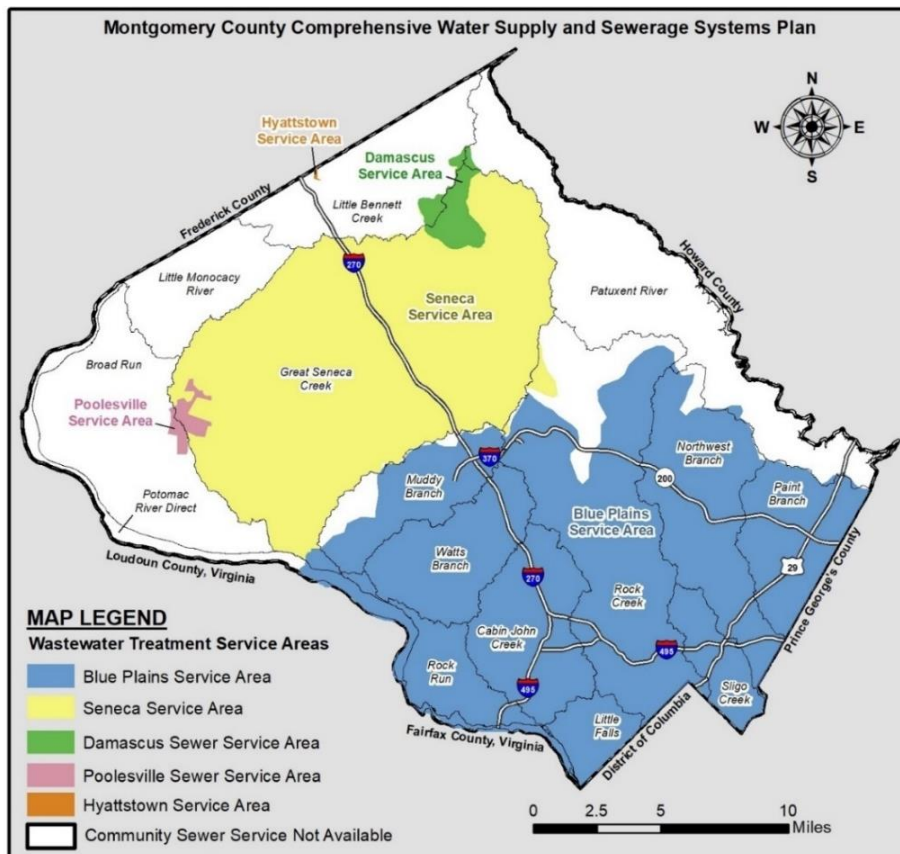 Montgomery County Comprehensive Water Supply and Sewerage Systems Plan
N
W
E
S
Hyattstown
Service Area
Damascus
Service Area
Little Bennett
Creek
Frederick County
270
Howard County
Little Monocacy
River
Patuxent River
Seneca
Service Area
Broad Run
Great Seneca
Creek
Poolesville
Service Area
Northwest
Branch
370
Muddy
Branch
200
Paint
Branch
Potomac
River Direct
Blue Plains
Service Area
Loudoun County, Virginia
Watts
Branch
29
270
Rock
Creek
Prince George's County
Cabin John
Creek
495
Rock
Run
495
Sligo
Creek
Little
Falls
Fairfax County, Virginia
District of Columbia
MAP LEGEND
Wastewater Treatment Service Areas
Blue Plains Service Area
Seneca Service Area
Damascus Sewer Service Area
Poolesville Sewer Service Area
Hyattstown Service Area
Community Sewer Service Not Available
0 2.5 5 10
Miles